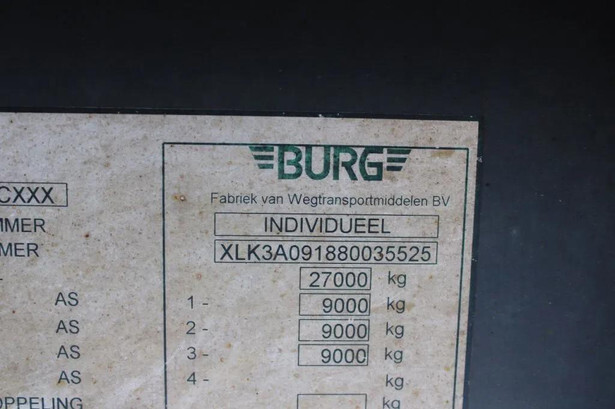 BURG
Fabriek van Wegtransportmiddelen BV
CXXX INDIVIDUEEL
MMER XLK3A091880035525
MER 27000 kg
AS 1 - 9000 kg
AS 2 - 9000 kg
AS 3 - 9000 kg
AS 4 - kg
OPPELING kg